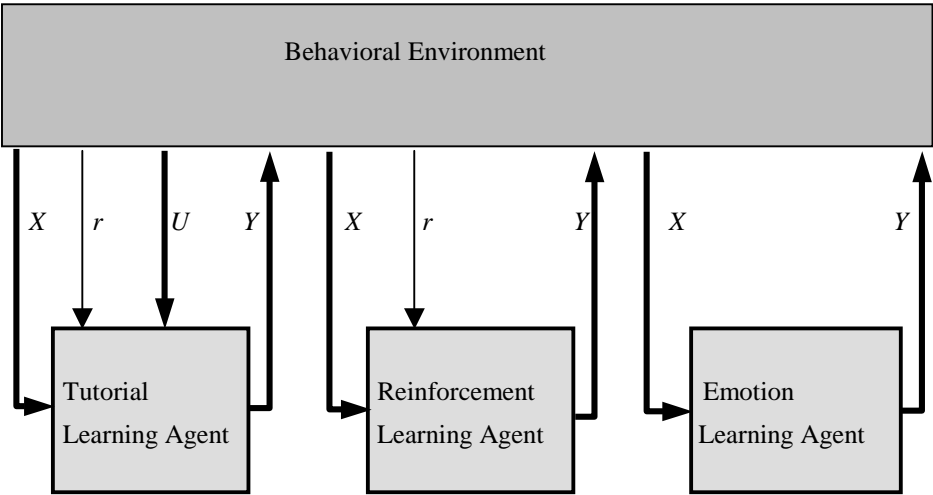 Behavioral Environment
X r U Y X r Y X Y
Tutorial
Learning Agent
Reinforcement
Learning Agent
Emotion
Learning Agent